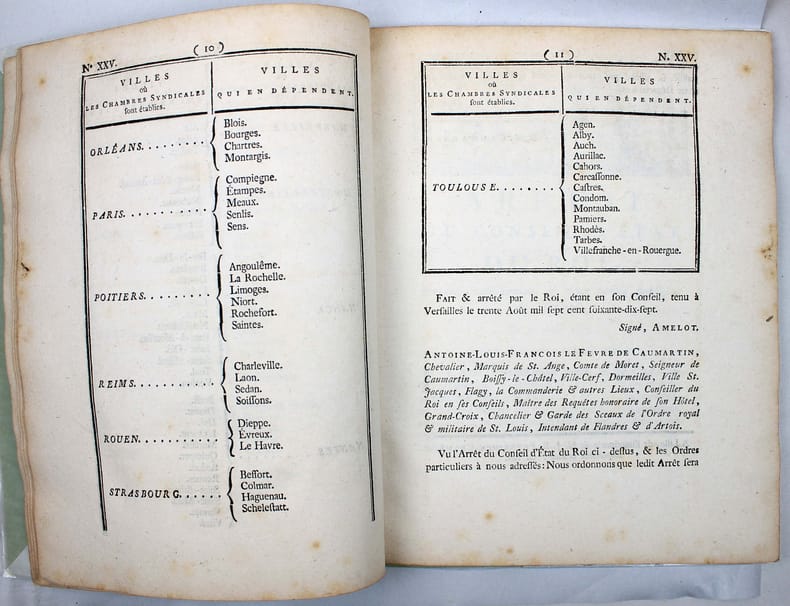 N.º XXV.
( 10 )
VILLES
où
LES CHAMBRES SYNDICALES
ſont établies.
VILLES
QUI EN DÉPENDENT.
ORLÉANS.........
Blois.
Bourges.
Chartres.
Montargis.
PARIS...........
Compiegne.
Étampes.
Meaux.
Senlis.
Sens.
POITIERS.........
Angoulême.
La Rochelle.
Limoges.
Niort.
Rochefort.
Saintes.
REIMS...........
Charleville.
Laon.
Sedan.
Soiſſons.
ROUEN...........
Dieppe.
Évreux.
Le Havre.
STRASBOURG......
Beffort.
Colmar.
Haguenau.
Scheleſtatt.
( 11 )
N. XXV.
VILLES
où
LES CHAMBRES SYNDICALES
ſont établies.
VILLES
QUI EN DÉPENDENT.
TOULOUSE........
Agen.
Alby.
Auch.
Aurillac.
Cahors.
Carcaſſonne.
Caſtres.
Condom.
Montauban.
Pamiers.
Rhodès.
Tarbes.
Villefranche-en-Rouergue.
FAIT & arrêté par le Roi, étant en ſon Conſeil, tenu à
Verſailles le trente Août mil ſept cent ſoixante-dix-ſept.
Signé, AMELOT.
ANTOINE-LOUIS-FRANCOIS LE FEVRE DE CAUMARTIN,
Chevalier, Marquis de St. Ange, Comte de Moret, Seigneur de
Caumartin, Boiſſy-le-Châtel, Ville-Cerf, Dormeilles, Ville St.
Jacques, Flagy, la Commanderie & autres Lieux, Conſeiller du
Roi en ſes Conſeils, Maître des Requêtes honoraire de ſon Hôtel,
Grand-Croix, Chancelier & Garde des Sceaux de l'Ordre royal
& militaire de St. Louis, Intendant de Flandres & d'Artois.
Vu l'Arrêt du Conſeil d'État du Roi ci-deſſus, & les Ordres
particuliers à nous adreſſés: Nous ordonnons que ledit Arrêt ſera